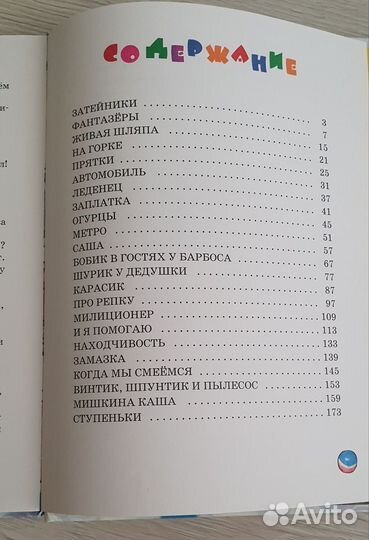 ём
и-
л!
а
?
т.
у
СОДЕРЖАНИЕ
ЗАТЕЙНИКИ 3
ФАНТАЗЁРЫ 7
ЖИВАЯ ШЛЯПА 15
НА ГОРКЕ 21
ПРЯТКИ 25
АВТОМОБИЛЬ 31
ЛЕДЕНЕЦ 37
ЗАПЛАТКА 41
ОГУРЦЫ 45
МЕТРО 51
САША 57
БОБИК В ГОСТЯХ У БАРБОСА 67
ШУРИК У ДЕДУШКИ 77
КАРАСИК 87
ПРО РЕПКУ 97
МИЛИЦИОНЕР 109
И Я ПОМОГАЮ 113
НАХОДЧИВОСТЬ 133
ЗАМАЗКА 139
КОГДА МЫ СМЕЁМСЯ 145
ВИНТИК, ШПУНТИК И ПЫЛЕСОС 153
МИШКИНА КАША 159
СТУПЕНЬКИ 173
Avito